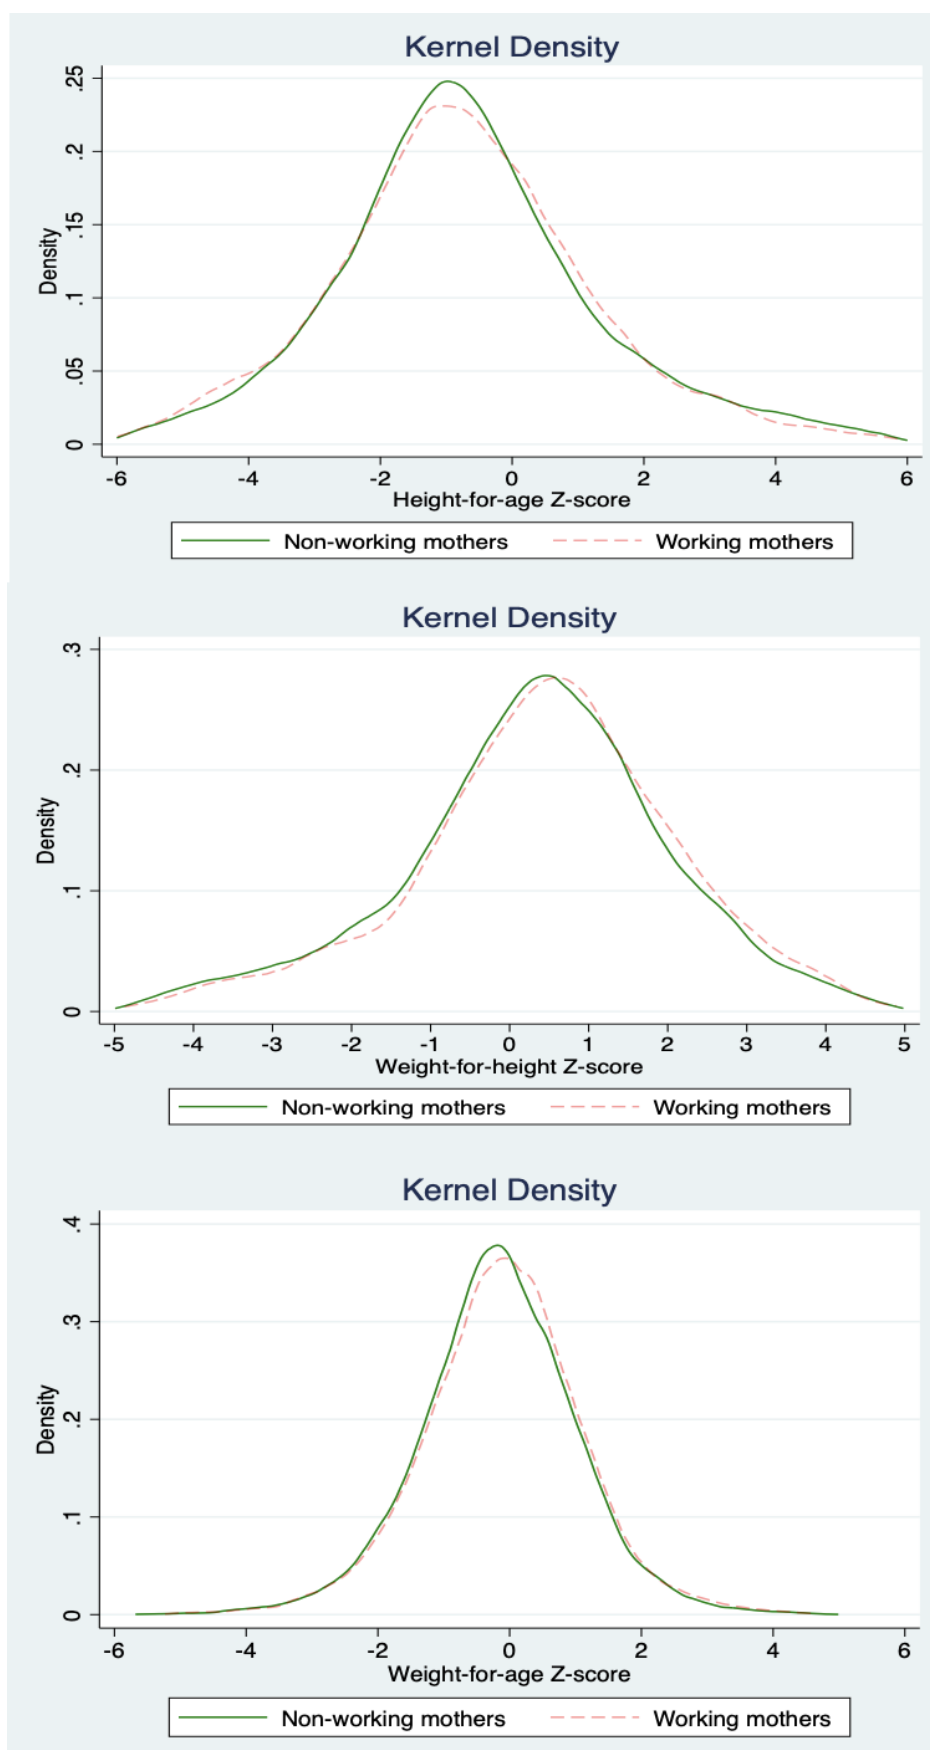 Kernel Density
.25
.2
.15
.1
.05
0
Density
-6 -4 -2 0 2 4 6
Height-for-age Z-score
Non-working mothers Working mothers
Kernel Density
.3
.2
.1
0
Density
-5 -4 -3 -2 -1 0 1 2 3 4 5
Weight-for-height Z-score
Non-working mothers Working mothers
Kernel Density
.4
.3
.2
.1
0
Density
-6 -4 -2 0 2 4 6
Weight-for-age Z-score
Non-working mothers Working mothers